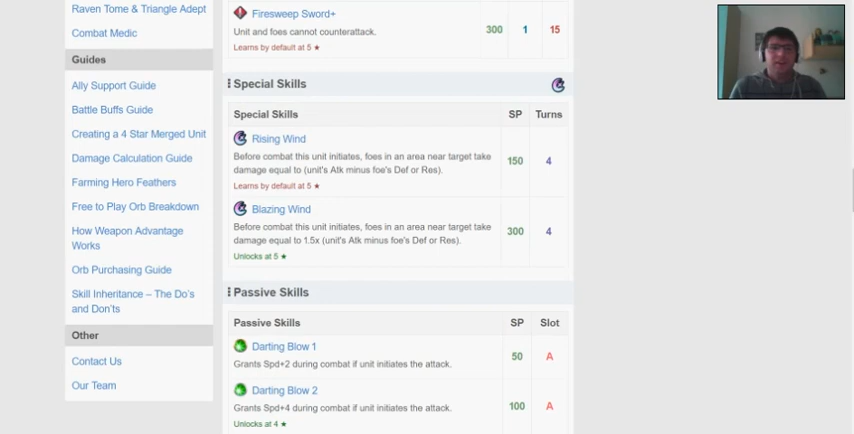 Raven Tome & Triangle Adept
Combat Medic
Guides
Ally Support Guide
Battle Buffs Guide
Creating a 4 Star Merged Unit
Damage Calculation Guide
Farming Hero Feathers
Free to Play Orb Breakdown
How Weapon Advantage
Works
Orb Purchasing Guide
Skill Inheritance – The Do's
and Don'ts
Other
Contact Us
Our Team
Firesweep Sword+
Unit and foes cannot counterattack.
Learns by default at 5 ★
300 1 15
Special Skills
Special Skills SP Turns
Rising Wind
Before combat this unit initiates, foes in an area near target take
damage equal to (unit's Atk minus foe's Def or Res).
Learns by default at 5 ★
150 4
Blazing Wind
Before combat this unit initiates, foes in an area near target take
damage equal to 1.5x (unit's Atk minus foe's Def or Res).
Unlocks at 5 ★
300 4
Passive Skills
Passive Skills SP Slot
Darting Blow 1
Grants Spd+2 during combat if unit initiates the attack.
50 A
Darting Blow 2
Grants Spd+4 during combat if unit initiates the attack.
Unlocks at 4 ★
100 A